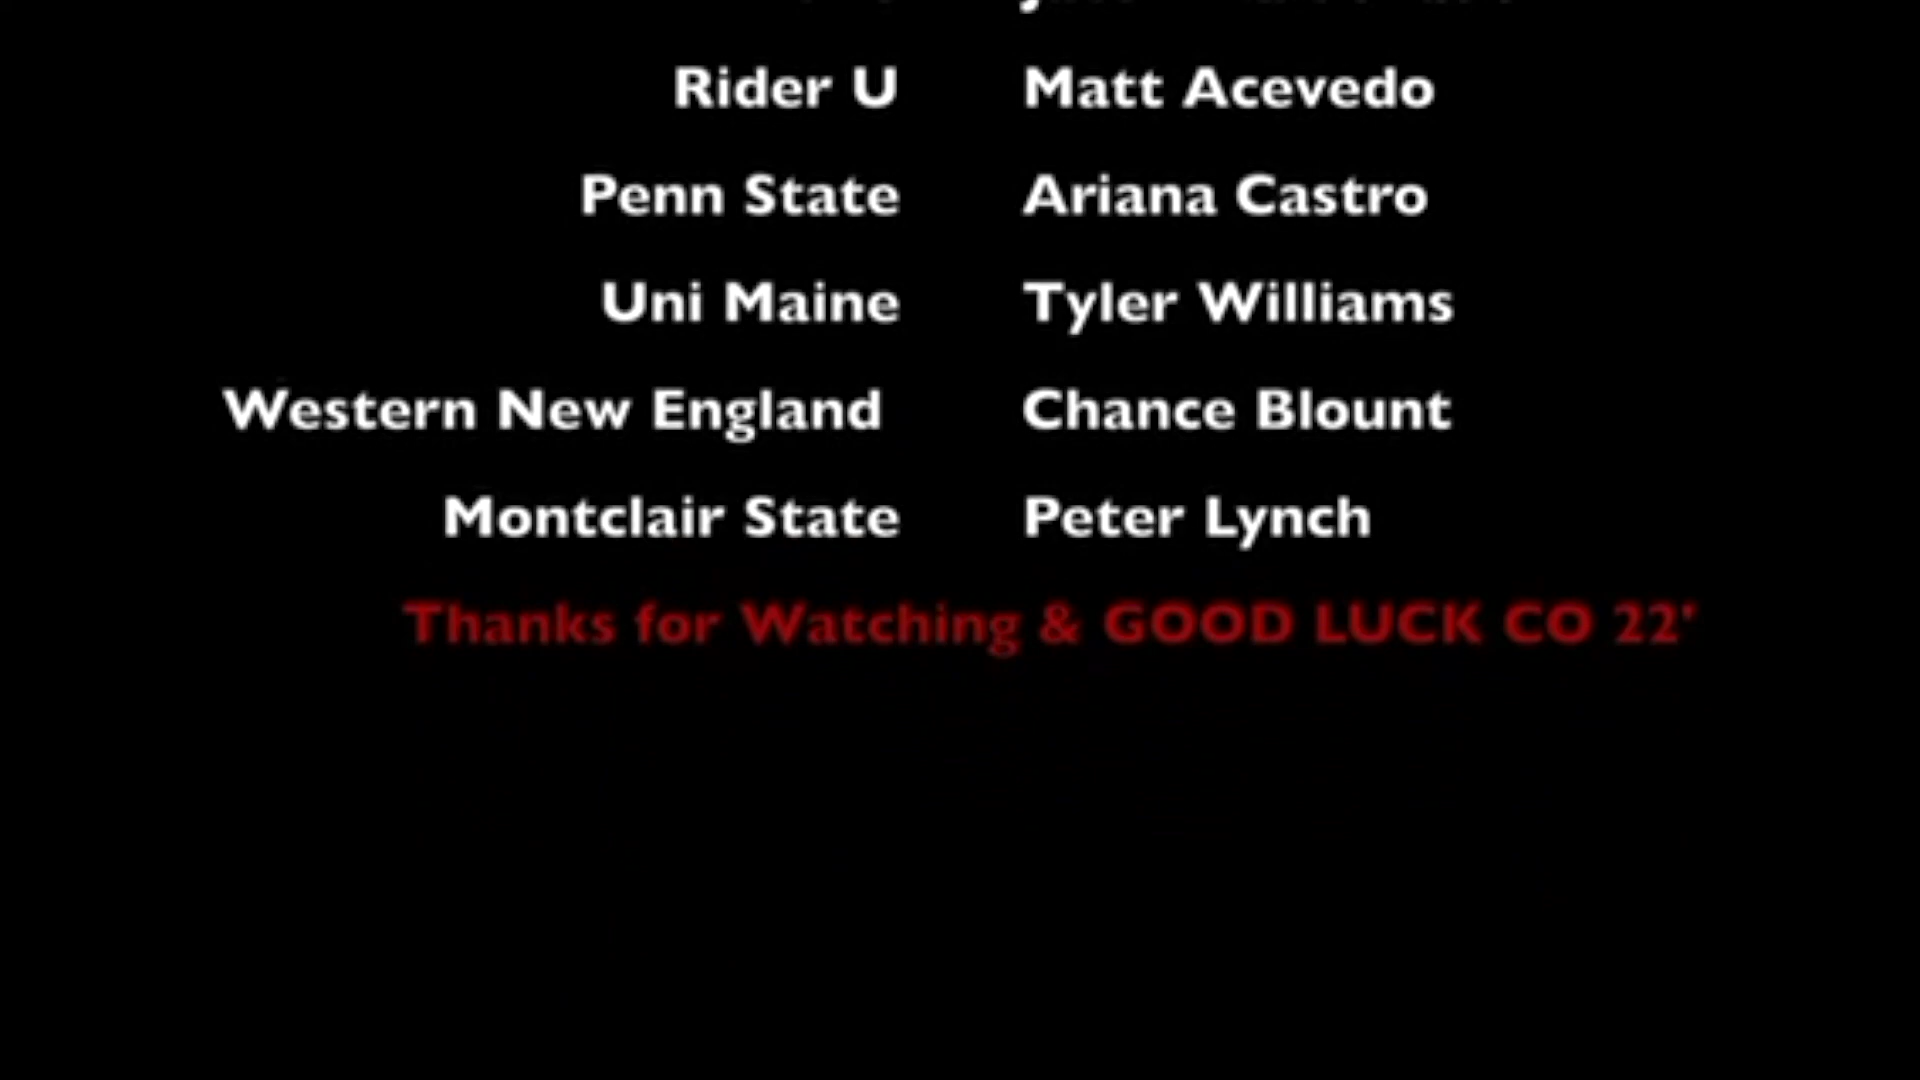 Rider U Matt Acevedo
Penn State Ariana Castro
Uni Maine Tyler Williams
Western New England Chance Blount
Montclair State Peter Lynch
Thanks for Watching & GOOD LUCK CO 22'